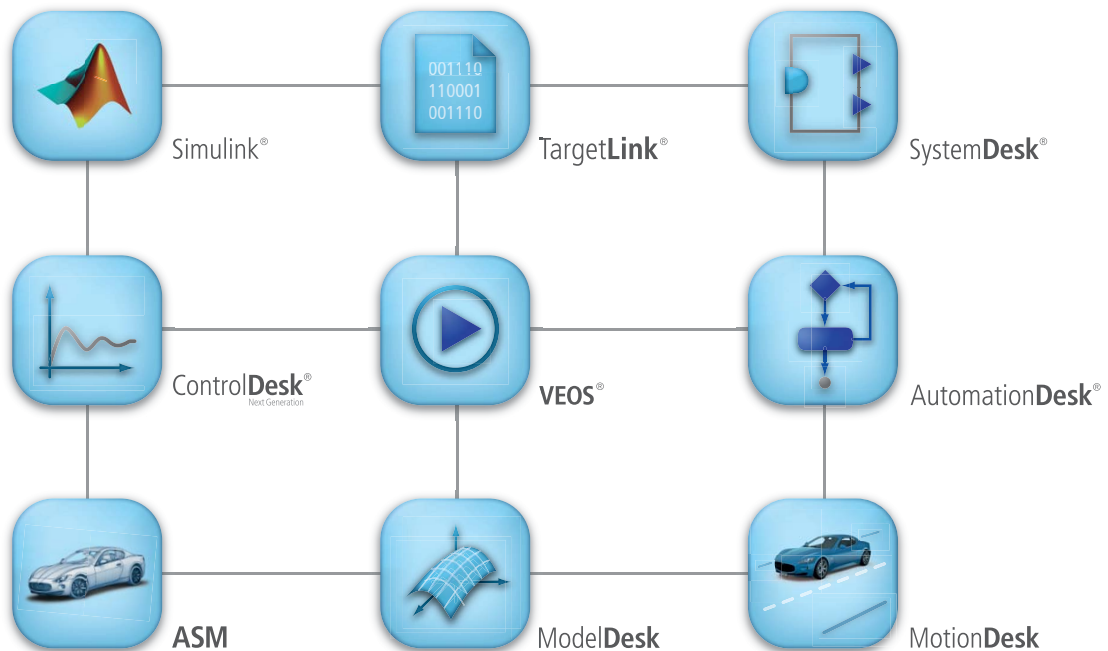 001110
110001
001110
Simulink®
TargetLink®
SystemDesk®
ControlDesk®
Next Generation
VEOS®
AutomationDesk®
ASM
ModelDesk
MotionDesk